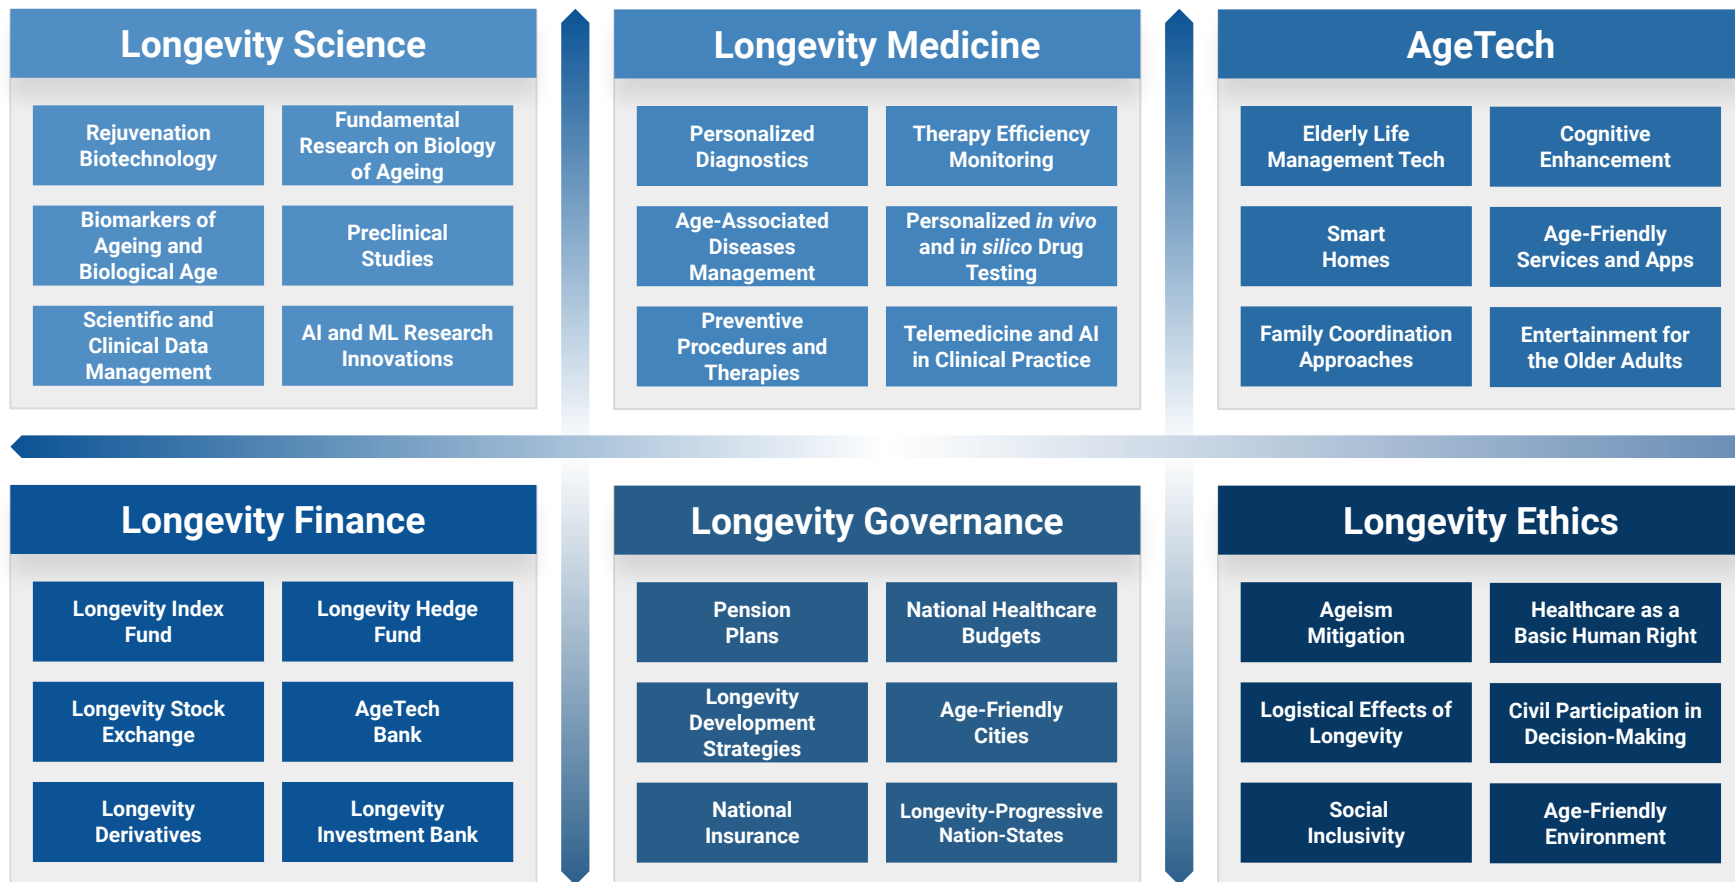 Longevity Science
Rejuvenation
Biotechnology
Fundamental
Research on Biology
of Ageing
Biomarkers of
Ageing and
Biological Age
Preclinical
Studies
Scientific and
Clinical Data
Management
AI and ML Research
Innovations
Longevity Medicine
Personalized
Diagnostics
Therapy Efficiency
Monitoring
Age-Associated
Diseases
Management
Personalized in vivo
and in silico Drug
Testing
Preventive
Procedures and
Therapies
Telemedicine and AI
in Clinical Practice
AgeTech
Elderly Life
Management Tech
Cognitive
Enhancement
Smart
Homes
Age-Friendly
Services and Apps
Family Coordination
Approaches
Entertainment for
the Older Adults
Longevity Finance
Longevity Index
Fund
Longevity Hedge
Fund
Longevity Stock
Exchange
AgeTech
Bank
Longevity
Derivatives
Longevity
Investment Bank
Longevity Governance
Pension
Plans
National Healthcare
Budgets
Longevity
Development
Strategies
Age-Friendly
Cities
National
Insurance
Longevity-Progressive
Nation-States
Longevity Ethics
Ageism
Mitigation
Healthcare as a
Basic Human Right
Logistical Effects of
Longevity
Civil Participation in
Decision-Making
Social
Inclusivity
Age-Friendly
Environment